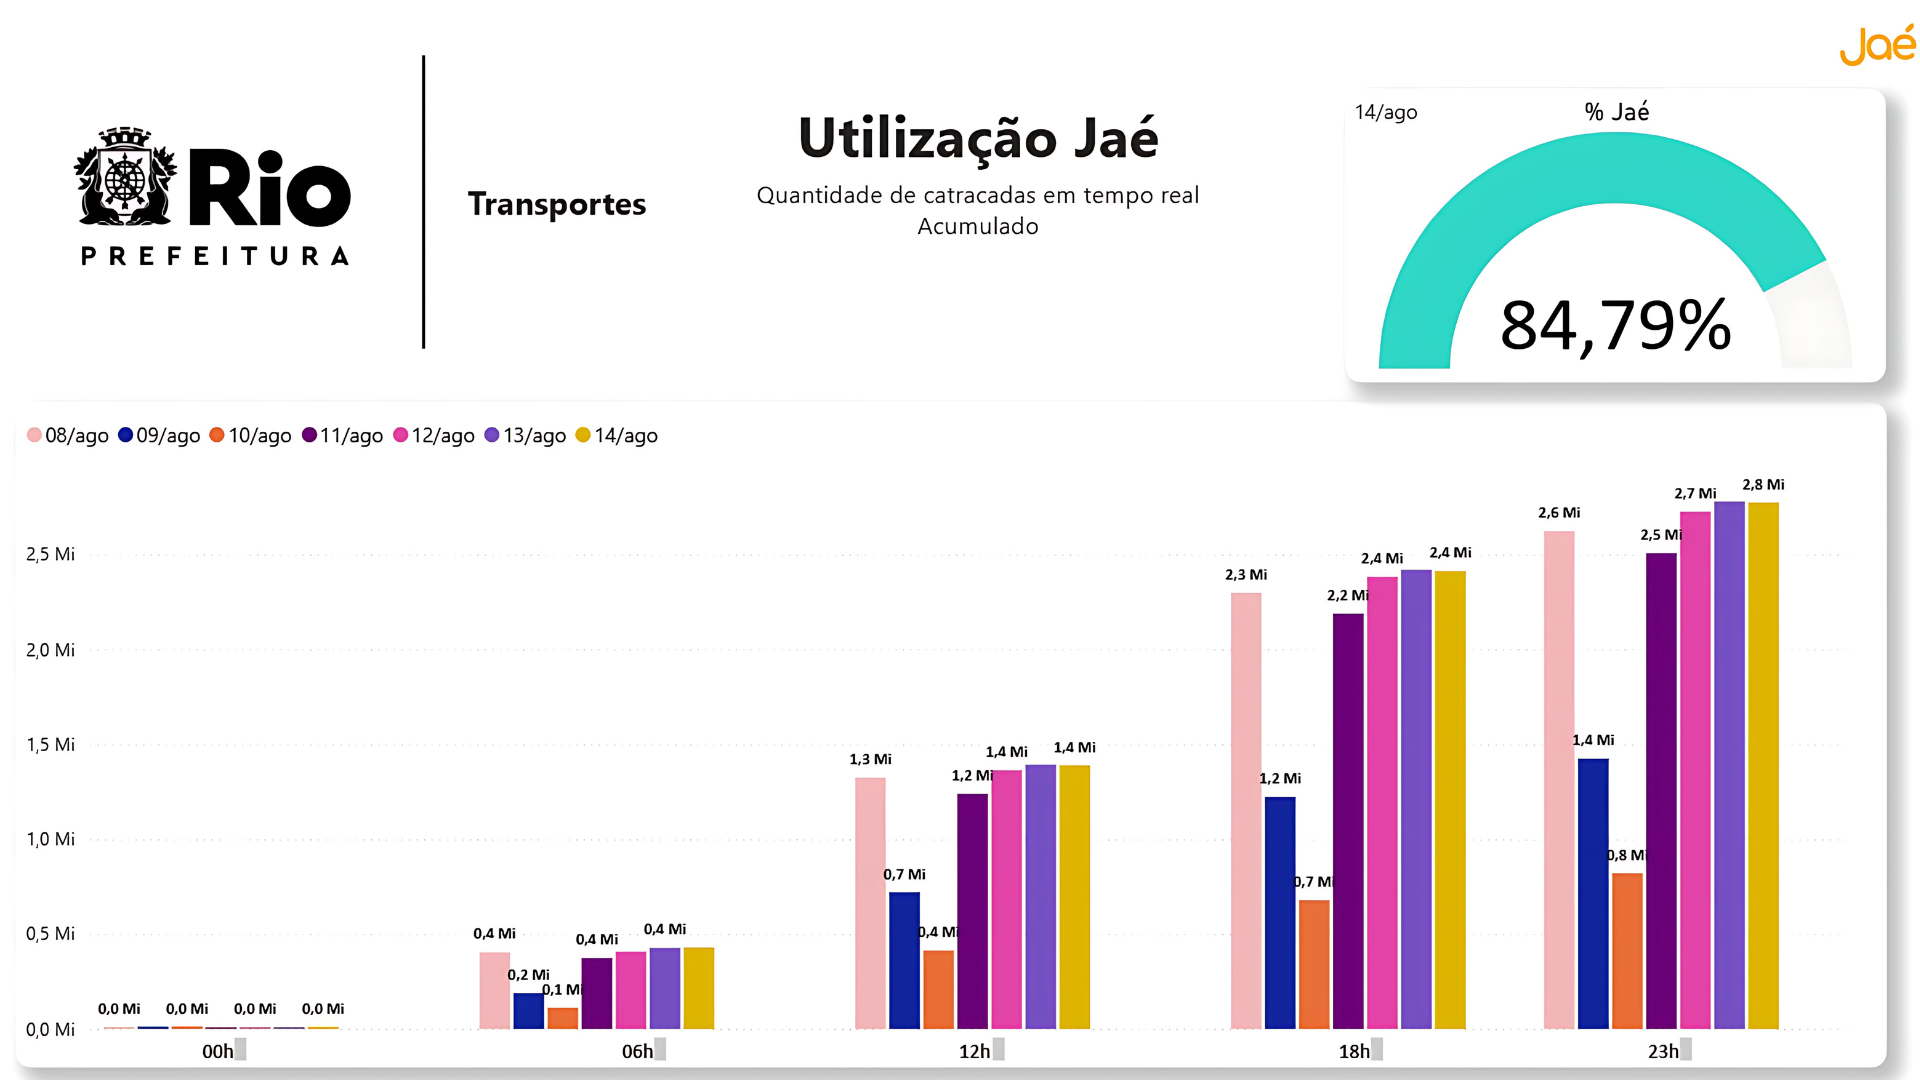 Jaé
Rio
PREFEITURA
Transportes
Utilização Jaé
Quantidade de catracadas em tempo real
Acumulado
14/ago
% Jaé
84,79%
08/ago 09/ago 10/ago 11/ago 12/ago 13/ago 14/ago
2,5 Mi
2,0 Mi
1,5 Mi
1,0 Mi
0,5 Mi
0,0 Mi
0,0 Mi 0,0 Mi 0,0 Mi 0,0 Mi
0,4 Mi 0,2 Mi 0,1 Mi 0,4 Mi 0,4 Mi
1,3 Mi 0,7 Mi 0,4 Mi 1,2 Mi 1,4 Mi 1,4 Mi
2,3 Mi 1,2 Mi 0,7 Mi 2,2 Mi 2,4 Mi 2,4 Mi
2,6 Mi 1,4 Mi 0,8 Mi 2,5 Mi 2,7 Mi 2,8 Mi
00h 06h 12h 18h 23h